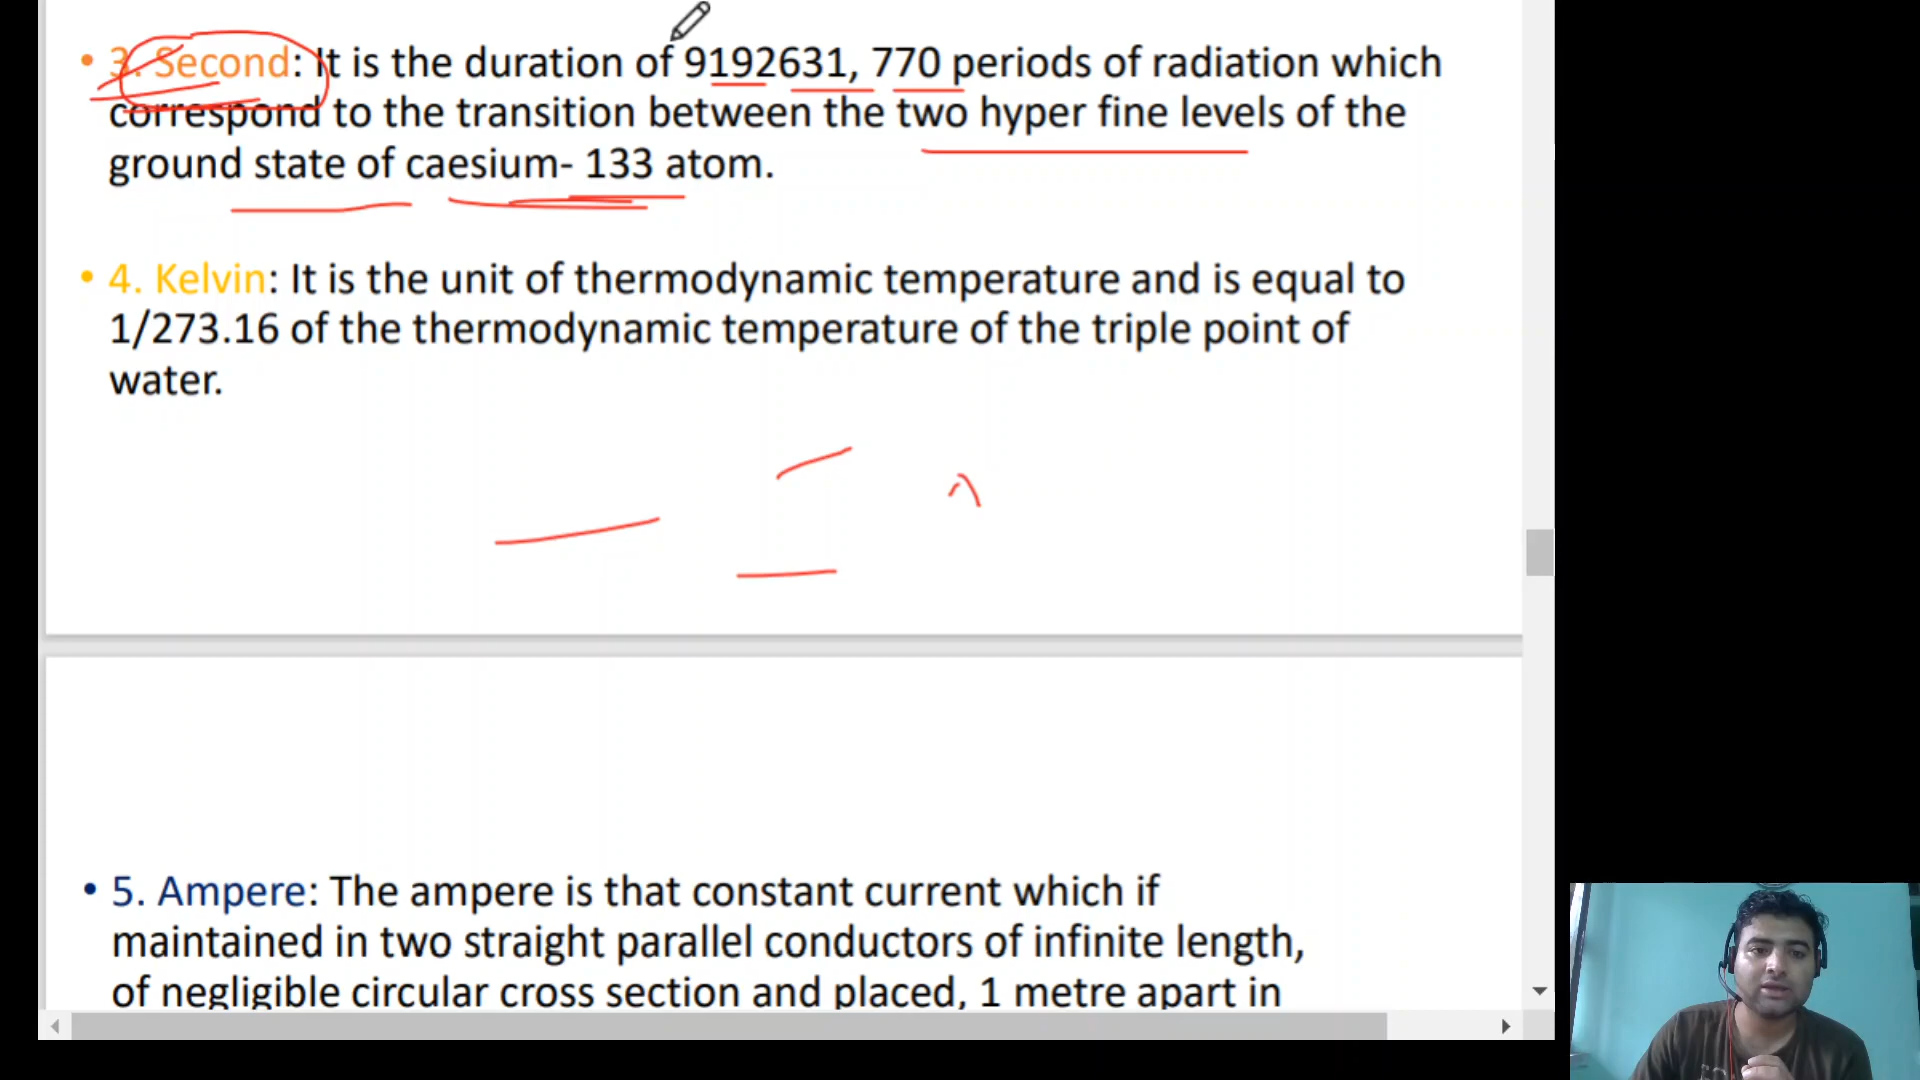 • 3. Second: It is the duration of 9192631, 770 periods of radiation which
correspond to the transition between the two hyper fine levels of the
ground state of caesium- 133 atom.
• 4. Kelvin: It is the unit of thermodynamic temperature and is equal to
1/273.16 of the thermodynamic temperature of the triple point of
water.
• 5. Ampere: The ampere is that constant current which if
maintained in two straight parallel conductors of infinite length,
of negligible circular cross section and placed, 1 metre apart in